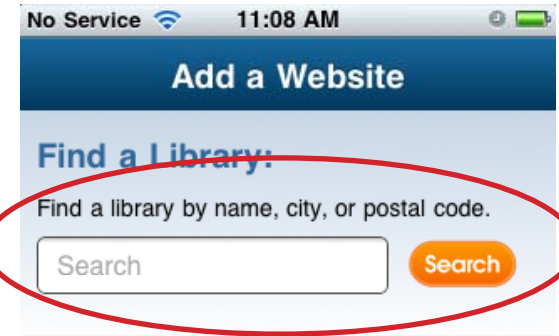 No Service 11:08 AM
Add a Website
Find a Library:
Find a library by name, city, or postal code.
Search Search